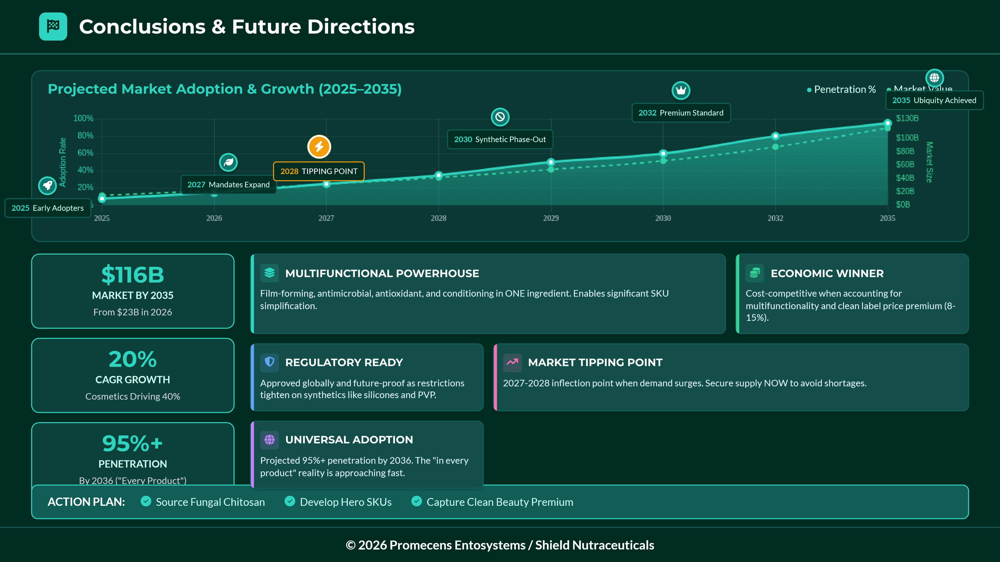 Conclusions & Future Directions
Projected Market Adoption & Growth (2025–2035)
Penetration %
Market Value
2035 Ubiquity Achieved
2032 Premium Standard
2030 Synthetic Phase-Out
2028 TIPPING POINT
2027 Mandates Expand
2025 Early Adopters
Adoption Rate
100%
80%
60%
40%
20%
$130B
$100B
$80B
$60B
$40B
$20B
$0B
Market Size
2025
2026
2027
2028
2029
2030
2032
2035
$116B
MARKET BY 2035
From $23B in 2026
20%
CAGR GROWTH
Cosmetics Driving 40%
95%+
PENETRATION
By 2036 ("Every Product")
MULTIFUNCTIONAL POWERHOUSE
Film-forming, antimicrobial, antioxidant, and conditioning in ONE ingredient. Enables significant SKU
simplification.
ECONOMIC WINNER
Cost-competitive when accounting for
multifunctionality and clean label price premium (8-
15%).
REGULATORY READY
Approved globally and future-proof as restrictions
tighten on synthetics like silicones and PVP.
MARKET TIPPING POINT
2027-2028 inflection point when demand surges. Secure supply NOW to avoid shortages.
UNIVERSAL ADOPTION
Projected 95%+ penetration by 2036. The "in every
product" reality is approaching fast.
ACTION PLAN:
Source Fungal Chitosan
Develop Hero SKUs
Capture Clean Beauty Premium
© 2026 Promecens Entosystems / Shield Nutraceuticals